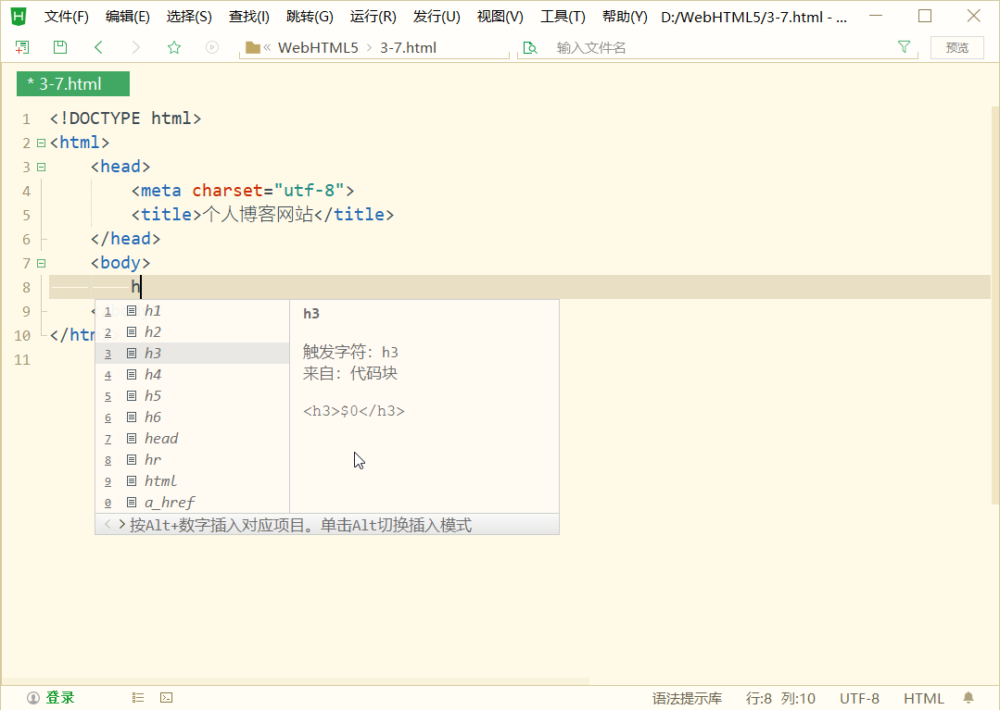 H 文件(F) 编辑(E) 选择(S) 查找(I) 跳转(G) 运行(R) 发行(U) 视图(V) 工具(T) 帮助(Y) D:/WebHTML5/3-7.html - ...
« WebHTML5 > 3-7.html 输入文件名 预览
* 3-7.html
1 <!DOCTYPE html>
2 <html>
3 <head>
4 <meta charset="utf-8">
5 <title>个人博客网站</title>
6 </head>
7 <body>
8 h
9 <
10 </htm
11
1 h1
2 h2
3 h3
4 h4
5 h5
6 h6
7 head
8 hr
9 html
0 a_href
h3
触发字符：h3
来自：代码块
<h3>$0</h3>
< > 按Alt+数字插入对应项目。单击Alt切换插入模式
登录 语法提示库 行:8 列:10 UTF-8 HTML